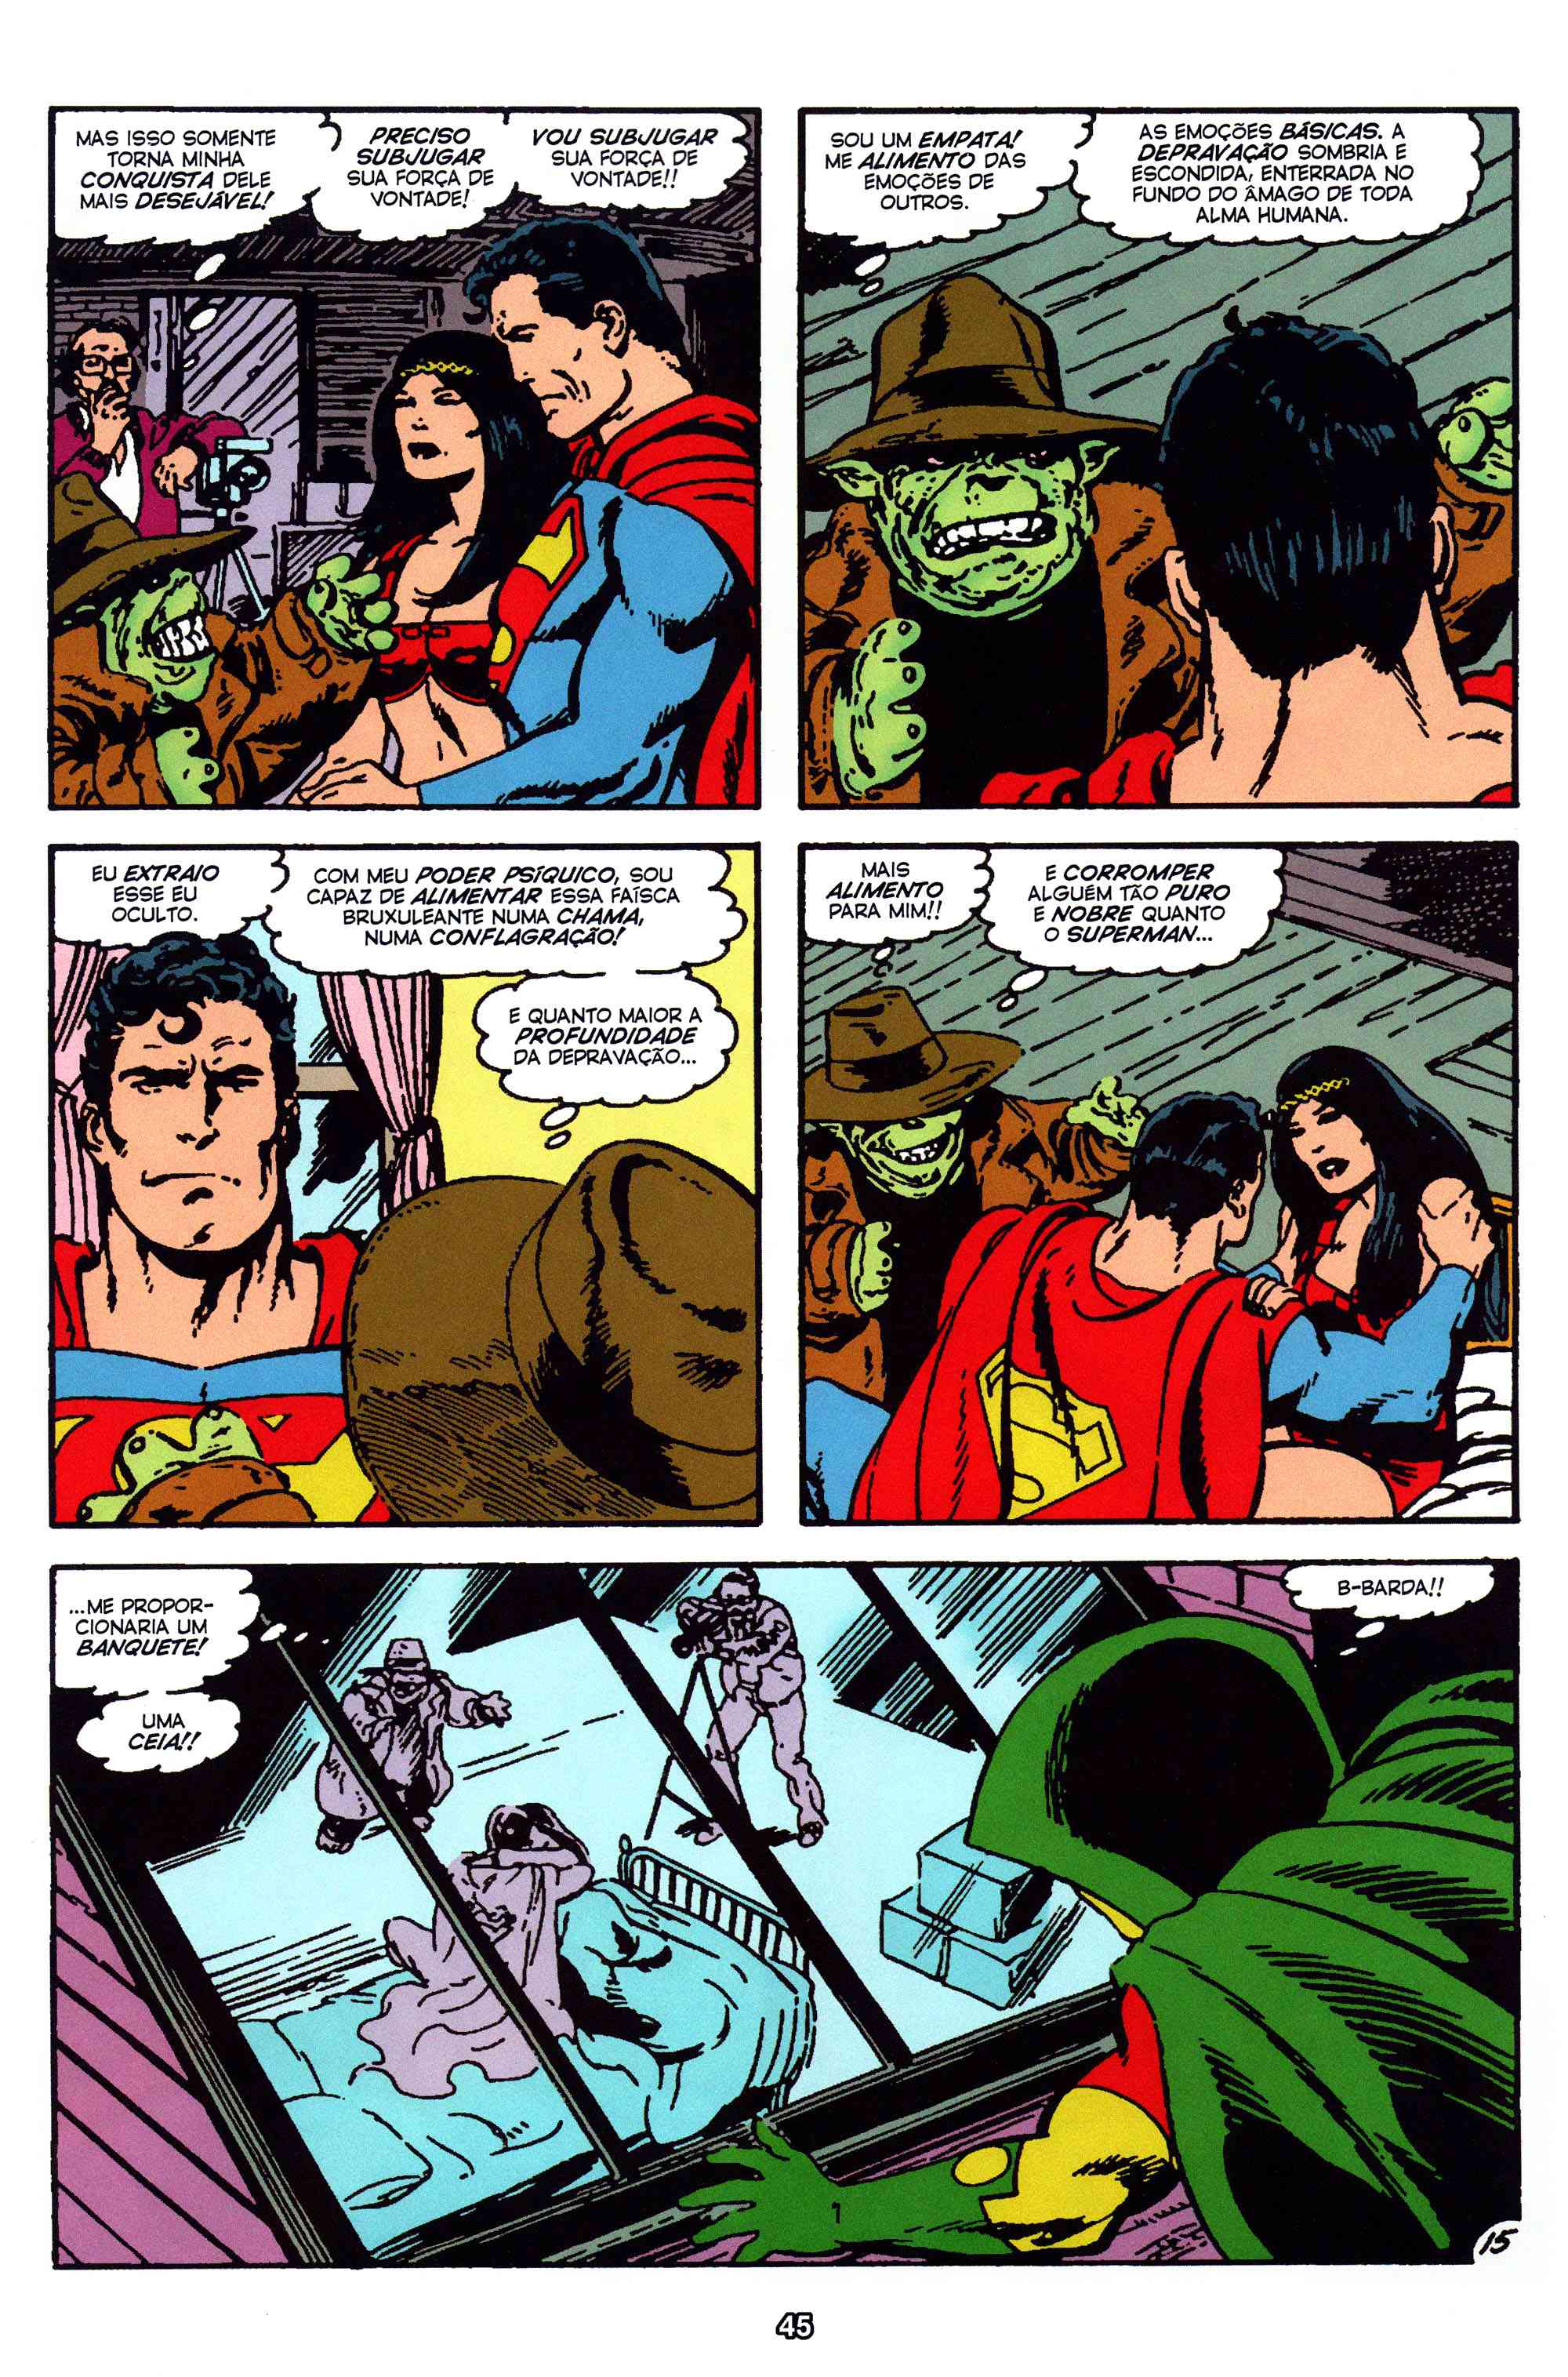 MAS ISSO SOMENTE
TORNA MINHA
CONQUISTA DELE
MAIS DESEJÁVEL!
PRECISO
SUBJUGAR
SUA FORÇA DE
VONTADE!
VOU SUBJUGAR
SUA FORÇA DE
VONTADE!!
SOU UM EMPATA!
ME ALIMENTO DAS
EMOÇÕES DE
OUTROS.
AS EMOÇÕES BÁSICAS. A
DEPRAVAÇÃO SOMBRIA E
ESCONDIDA, ENTERRADA NO
FUNDO DO ÂMAGO DE TODA
ALMA HUMANA.
EU EXTRAIO
ESSE EU
OCULTO.
COM MEU PODER PSÍQUICO, SOU
CAPAZ DE ALIMENTAR ESSA FAÍSCA
BRUXULEANTE NUMA CHAMA,
NUMA CONFLAGRAÇÃO!
E QUANTO MAIOR A
PROFUNDIDADE
DA DEPRAVAÇÃO...
MAIS
ALIMENTO
PARA MIM!!
E CORROMPER
ALGUÉM TÃO PURO
E NOBRE QUANTO
O SUPERMAN...
...ME PROPOR-
CIONARIA UM
BANQUETE!
UMA
CEIA!!
B-BARDA!!
15
45